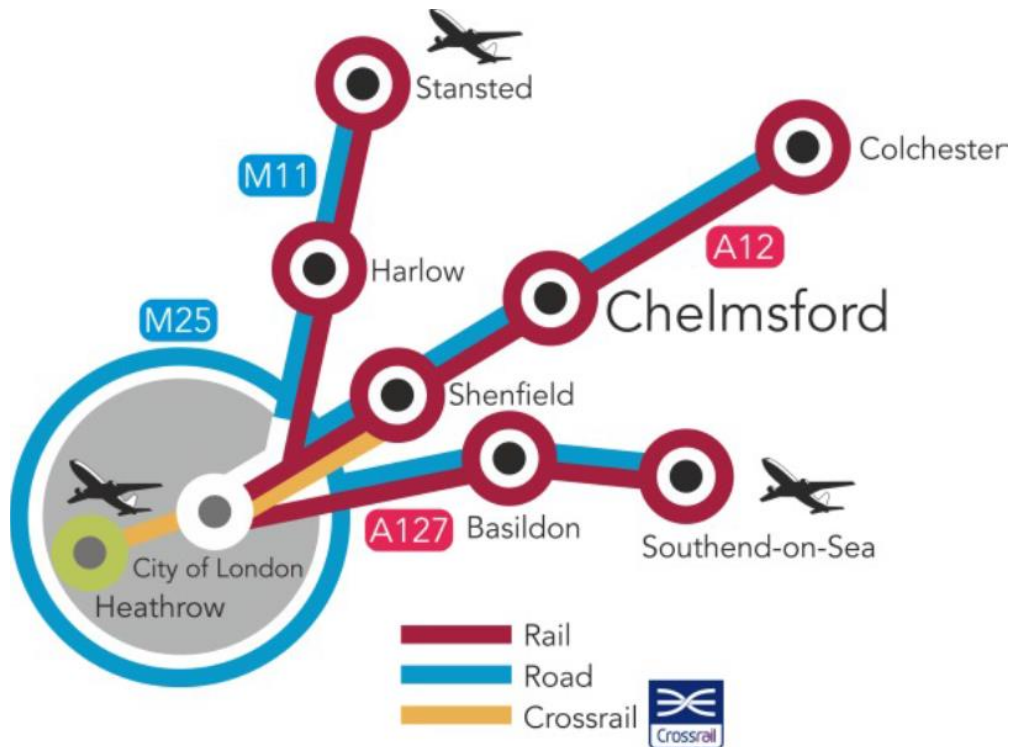 Stansted
Colchester
M11
A12
Harlow
Chelmsford
M25
Shenfield
A127
Basildon
Southend-on-Sea
City of London
Heathrow
Rail
Road
Crossrail
Crossrail